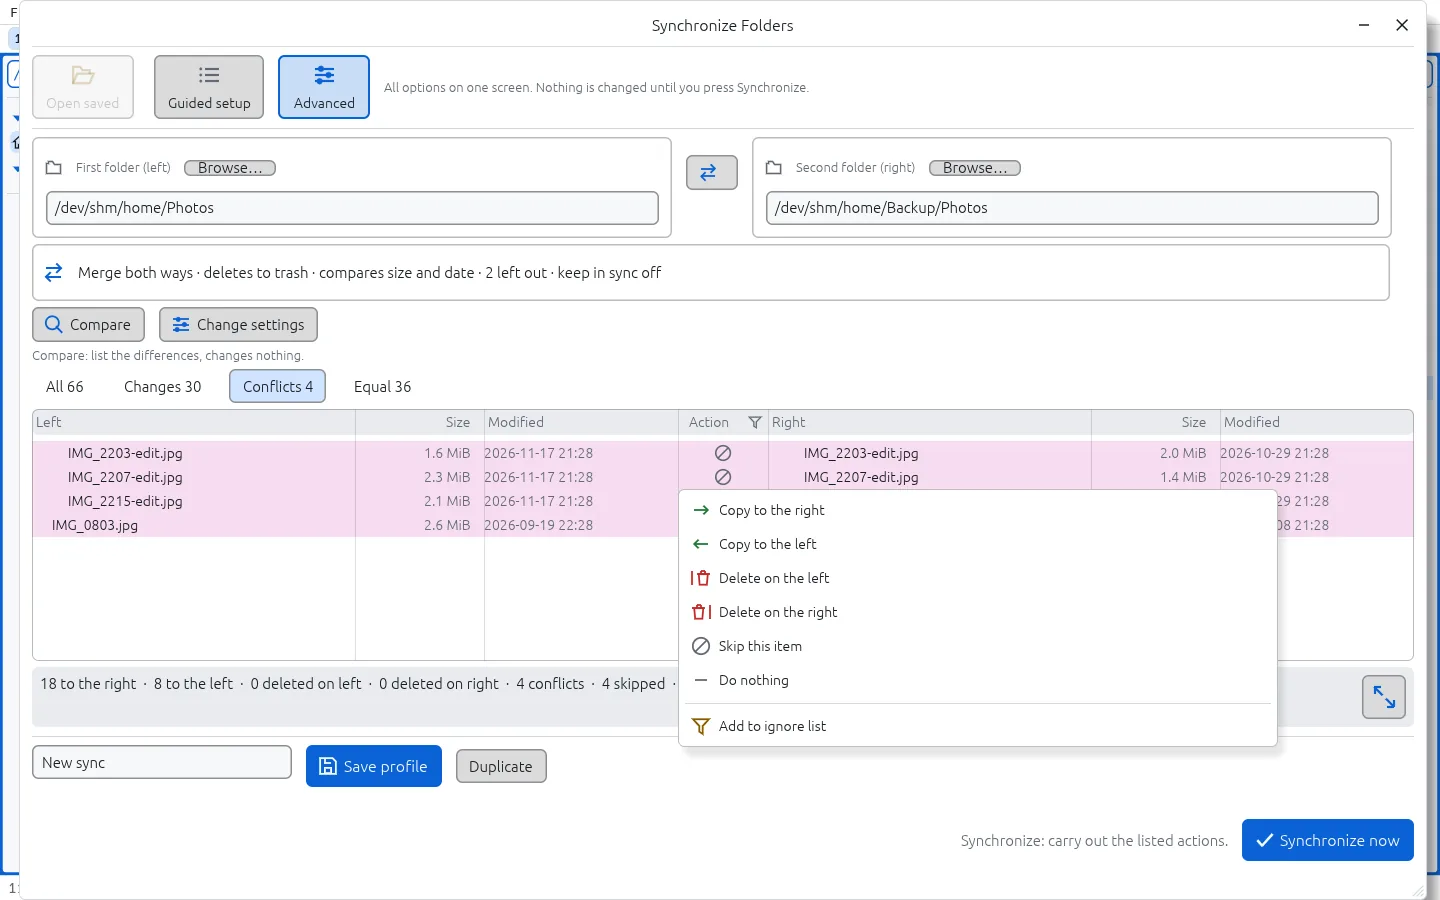 Synchronize Folders
Open saved
Guided setup
Advanced
All options on one screen. Nothing is changed until you press Synchronize.
First folder (left)
Browse...
/dev/shm/home/Photos
Second folder (right)
Browse...
/dev/shm/home/Backup/Photos
Merge both ways · deletes to trash · compares size and date · 2 left out · keep in sync off
Compare
Change settings
Compare: list the differences, changes nothing.
All 66
Changes 30
Conflicts 4
Equal 36
Left Size Modified Action Right Size Modified
IMG_2203-edit.jpg 1.6 MiB 2026-11-17 21:28 IMG_2203-edit.jpg 2.0 MiB 2026-10-29 21:28
IMG_2207-edit.jpg 2.3 MiB 2026-11-17 21:28 IMG_2207-edit.jpg 1.4 MiB 2026-10-29 21:28
IMG_2215-edit.jpg 2.1 MiB 2026-11-17 21:28 29 21:28
IMG_0803.jpg 2.6 MiB 2026-09-19 22:28 08 21:28
Copy to the right
Copy to the left
Delete on the left
Delete on the right
Skip this item
Do nothing
Add to ignore list
18 to the right · 8 to the left · 0 deleted on left · 0 deleted on right · 4 conflicts · 4 skipped ·
New sync
Save profile
Duplicate
Synchronize: carry out the listed actions.
Synchronize now